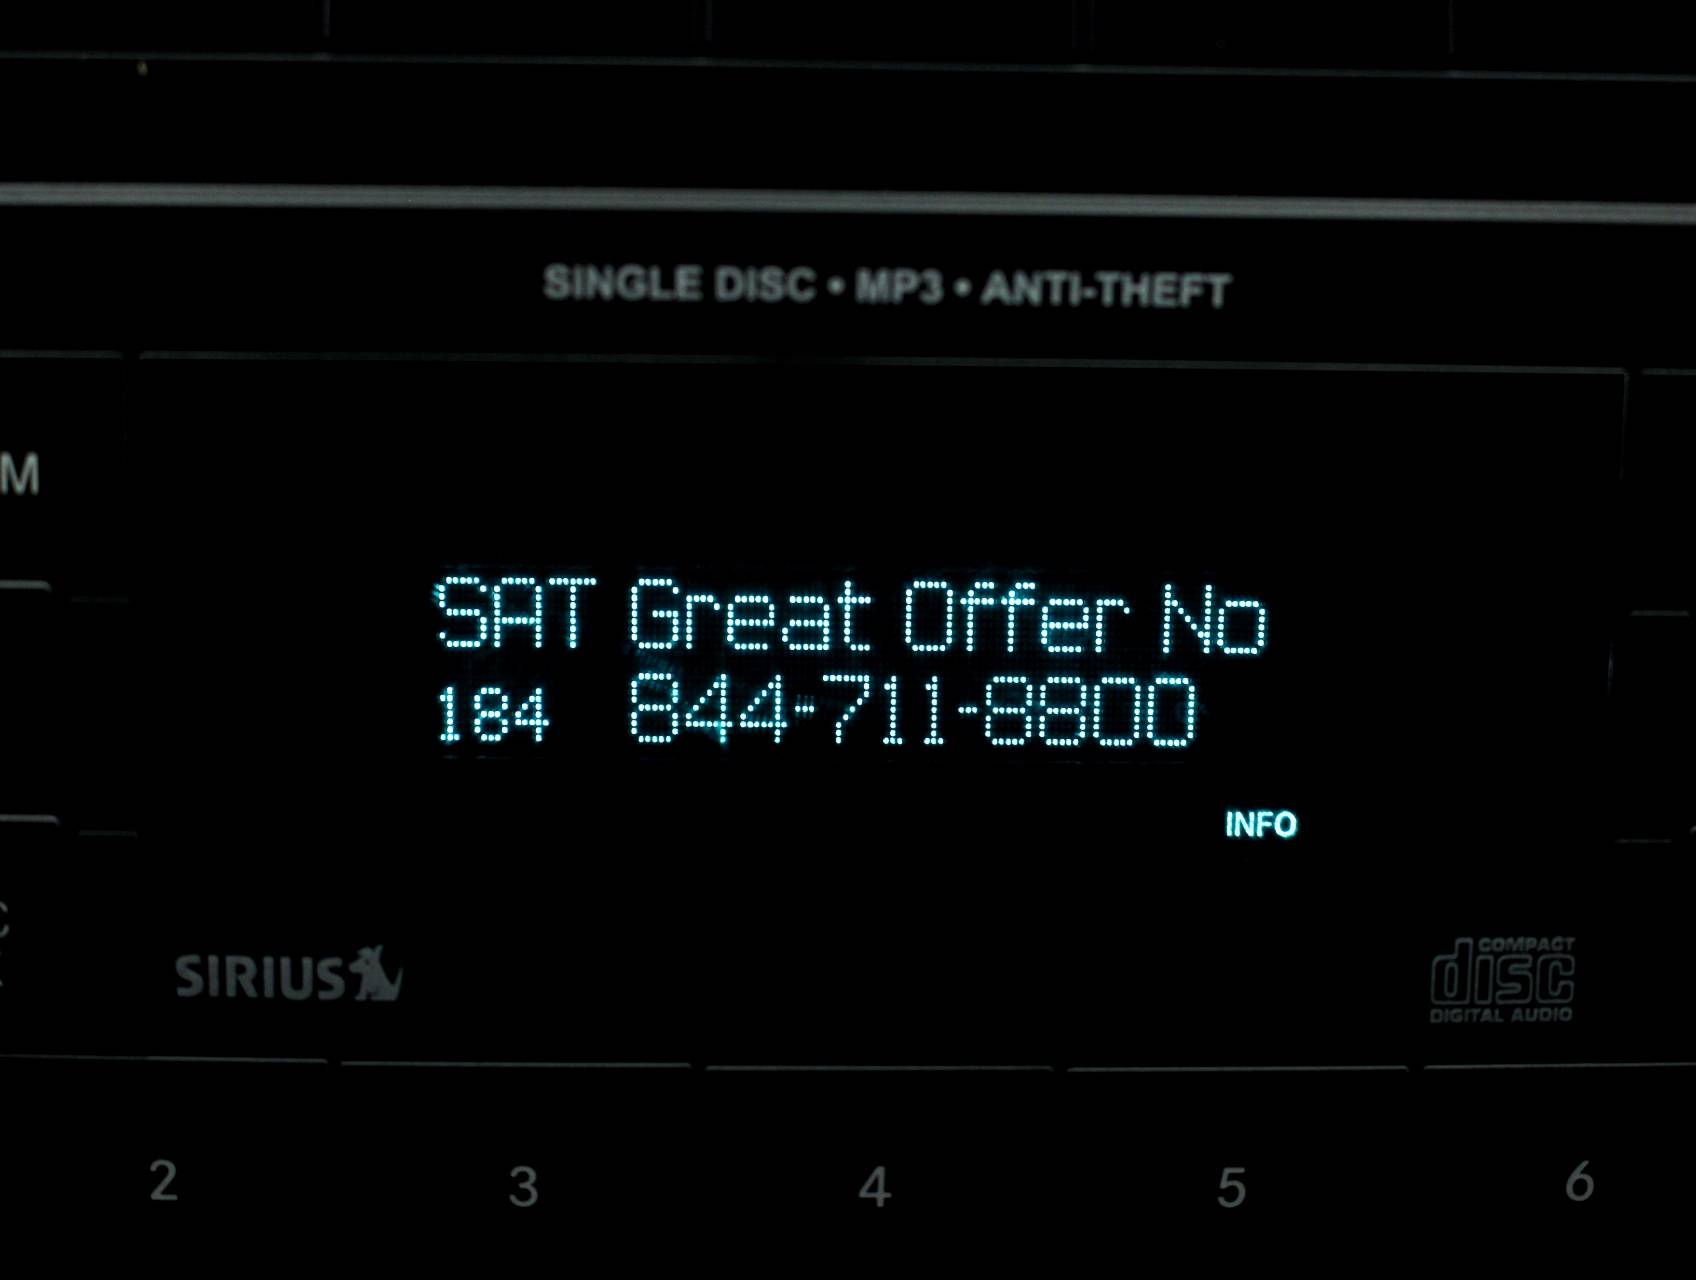 SINGLE DISC • MP3 • ANTI-THEFT
M
SAT Great Offer No
184 844-711-8800
INFO
SIRIUS
COMPACT
disc
DIGITAL AUDIO
2 3 4 5 6